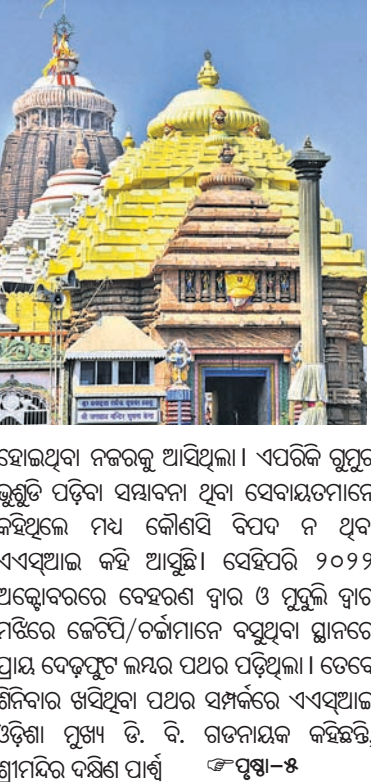 ହୋଇଥିବା ନଜରକୁ ଆସିଥିଲା । ଏପରିକି ଗୁମୁଟ
ଭୁଶୁଡି ପଡ଼ିବା ସମ୍ଭାବନା ଥିବା ସେବାୟତମାନେ
କହିଥିଲେ ମଧ୍ୟ କୌଣସି ବିପଦ ନ ଥିବା
ଏଏସ୍ଆଇ କହି ଆସୁଛି। ସେହିପରି ୨୦୨୨
ଅକ୍ଟୋବରରେ ବେହରଣ ଦ୍ୱାର ଓ ମୁଦୁଲି ଦ୍ୱାର
ମଝିରେ ଜେଟିପି/ଚର୍ଚ୍ଚାମାନେ ବସୁଥିବା ସ୍ଥାନରେ
ପ୍ରାୟ ଦେଢ଼ଫୁଟ ଲମ୍ବର ପଥର ପଡ଼ିଥିଲା । ତେବେ
ଶନିବାର ଖସିଥିବା ପଥର ସମ୍ପର୍କରେ ଏଏସ୍ଆଇ
ଓଡ଼ିଶା ମୁଖ୍ୟ ଡି. ବି. ଗଡନାୟକ କହିଛନ୍ତି,
ଶ୍ରୀମନ୍ଦିର ଦକ୍ଷିଣ ପାର୍ଶ୍ୱ ☞ପୃଷ୍ଠା-୫